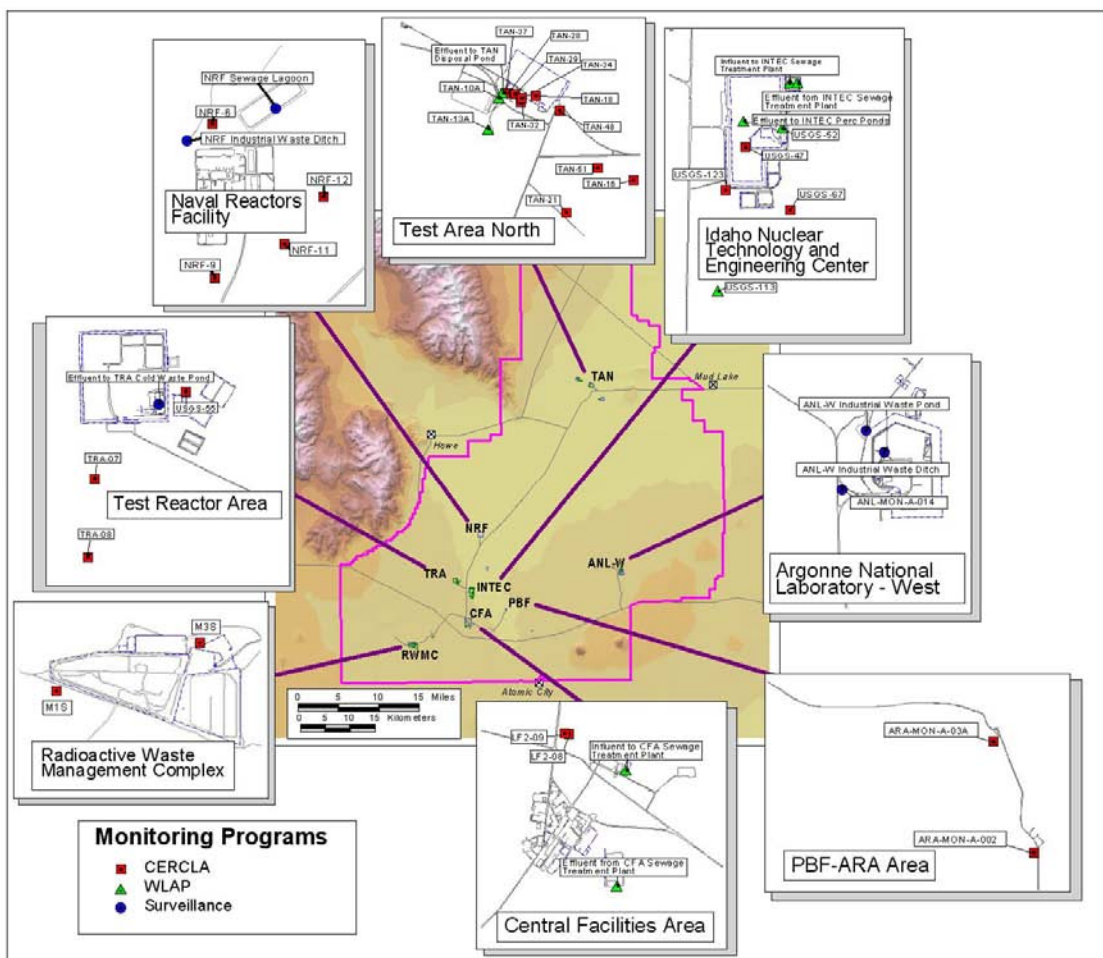 NRF Sewage Lagoon
NRF-6
NRF Industrial Waste Ditch
NRF-12
Naval Reactors
Facility
NRF-11
NRF-9
TAN-37
TAN-28
Effluent to TAN
Disposal Pond
TAN-29
TAN-34
TAN-10A
TAN-18
TAN-13A
TAN-32
TAN-48
TAN-51
TAN-16
TAN-21
Test Area North
Influent to INTEC Sewage
Treatment Plant
Effluent fom INTEC Sewage
Treatment Plant
Effluent to INTEC Perc Ponds
USGS-52
USGS-47
USGS-123
USGS-67
Idaho Nuclear
Technology and
Engineering Center
USGS-113
Effluent to TRA Cold Waste Pond
USGS-55
TRA-07
Test Reactor Area
TRA-08
TAN
Mud Lake
Howe
NRF
TRA
INTEC
ANL-W
PBF
CFA
RWMC
Atomic City
0 5 10 15 Miles
0 5 10 15 Kilometers
ANL-W Industrial Waste Pond
ANL-W Industrial Waste Ditch
ANL-MON-A-014
Argonne National
Laboratory - West
M3S
M1S
Radioactive Waste
Management Complex
LF2-09
LF2-08
Influent to CFA Sewage
Treatment Plant
Effluent from CFA Sewage
Treatment Plant
Central Facilities Area
ARA-MON-A-03A
ARA-MON-A-002
PBF-ARA Area
Monitoring Programs
CERCLA
WLAP
Surveillance